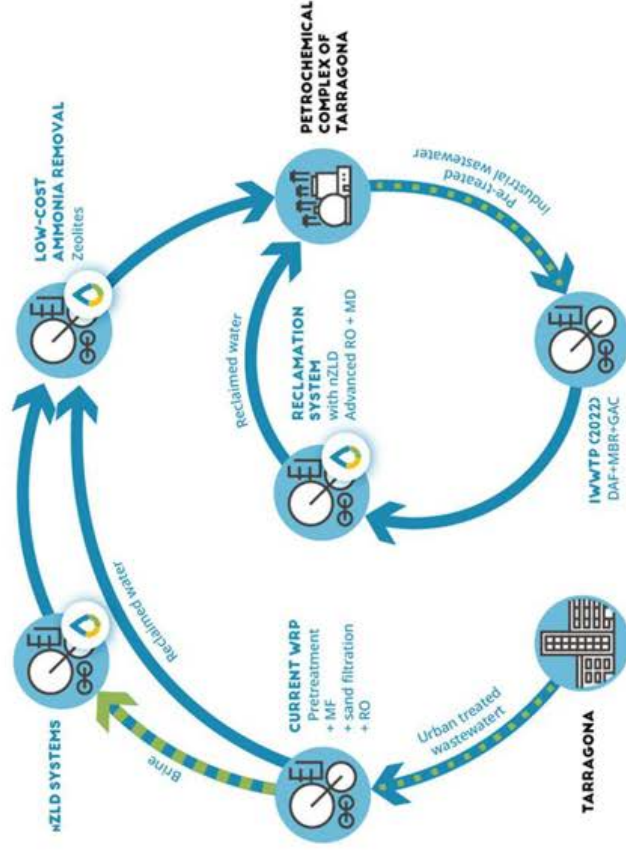 NZLD SYSTEMS
LOW-COST
AMMONIA REMOVAL
Zeolites
Brine
Reclaimed water
CURRENT WRP
Pretreatment
+ MF
+ sand filtration
+ RO
Reclaimed water
RECLAMATION
SYSTEM
with nZLD
Advanced RO + MD
PETROCHEMICAL
COMPLEX OF
TARRAGONA
Urban treated
wastewatert
Pre-treated
Industrial wastewater
TARRAGONA
IWWTP (2022)
DAF+MBR+GAC